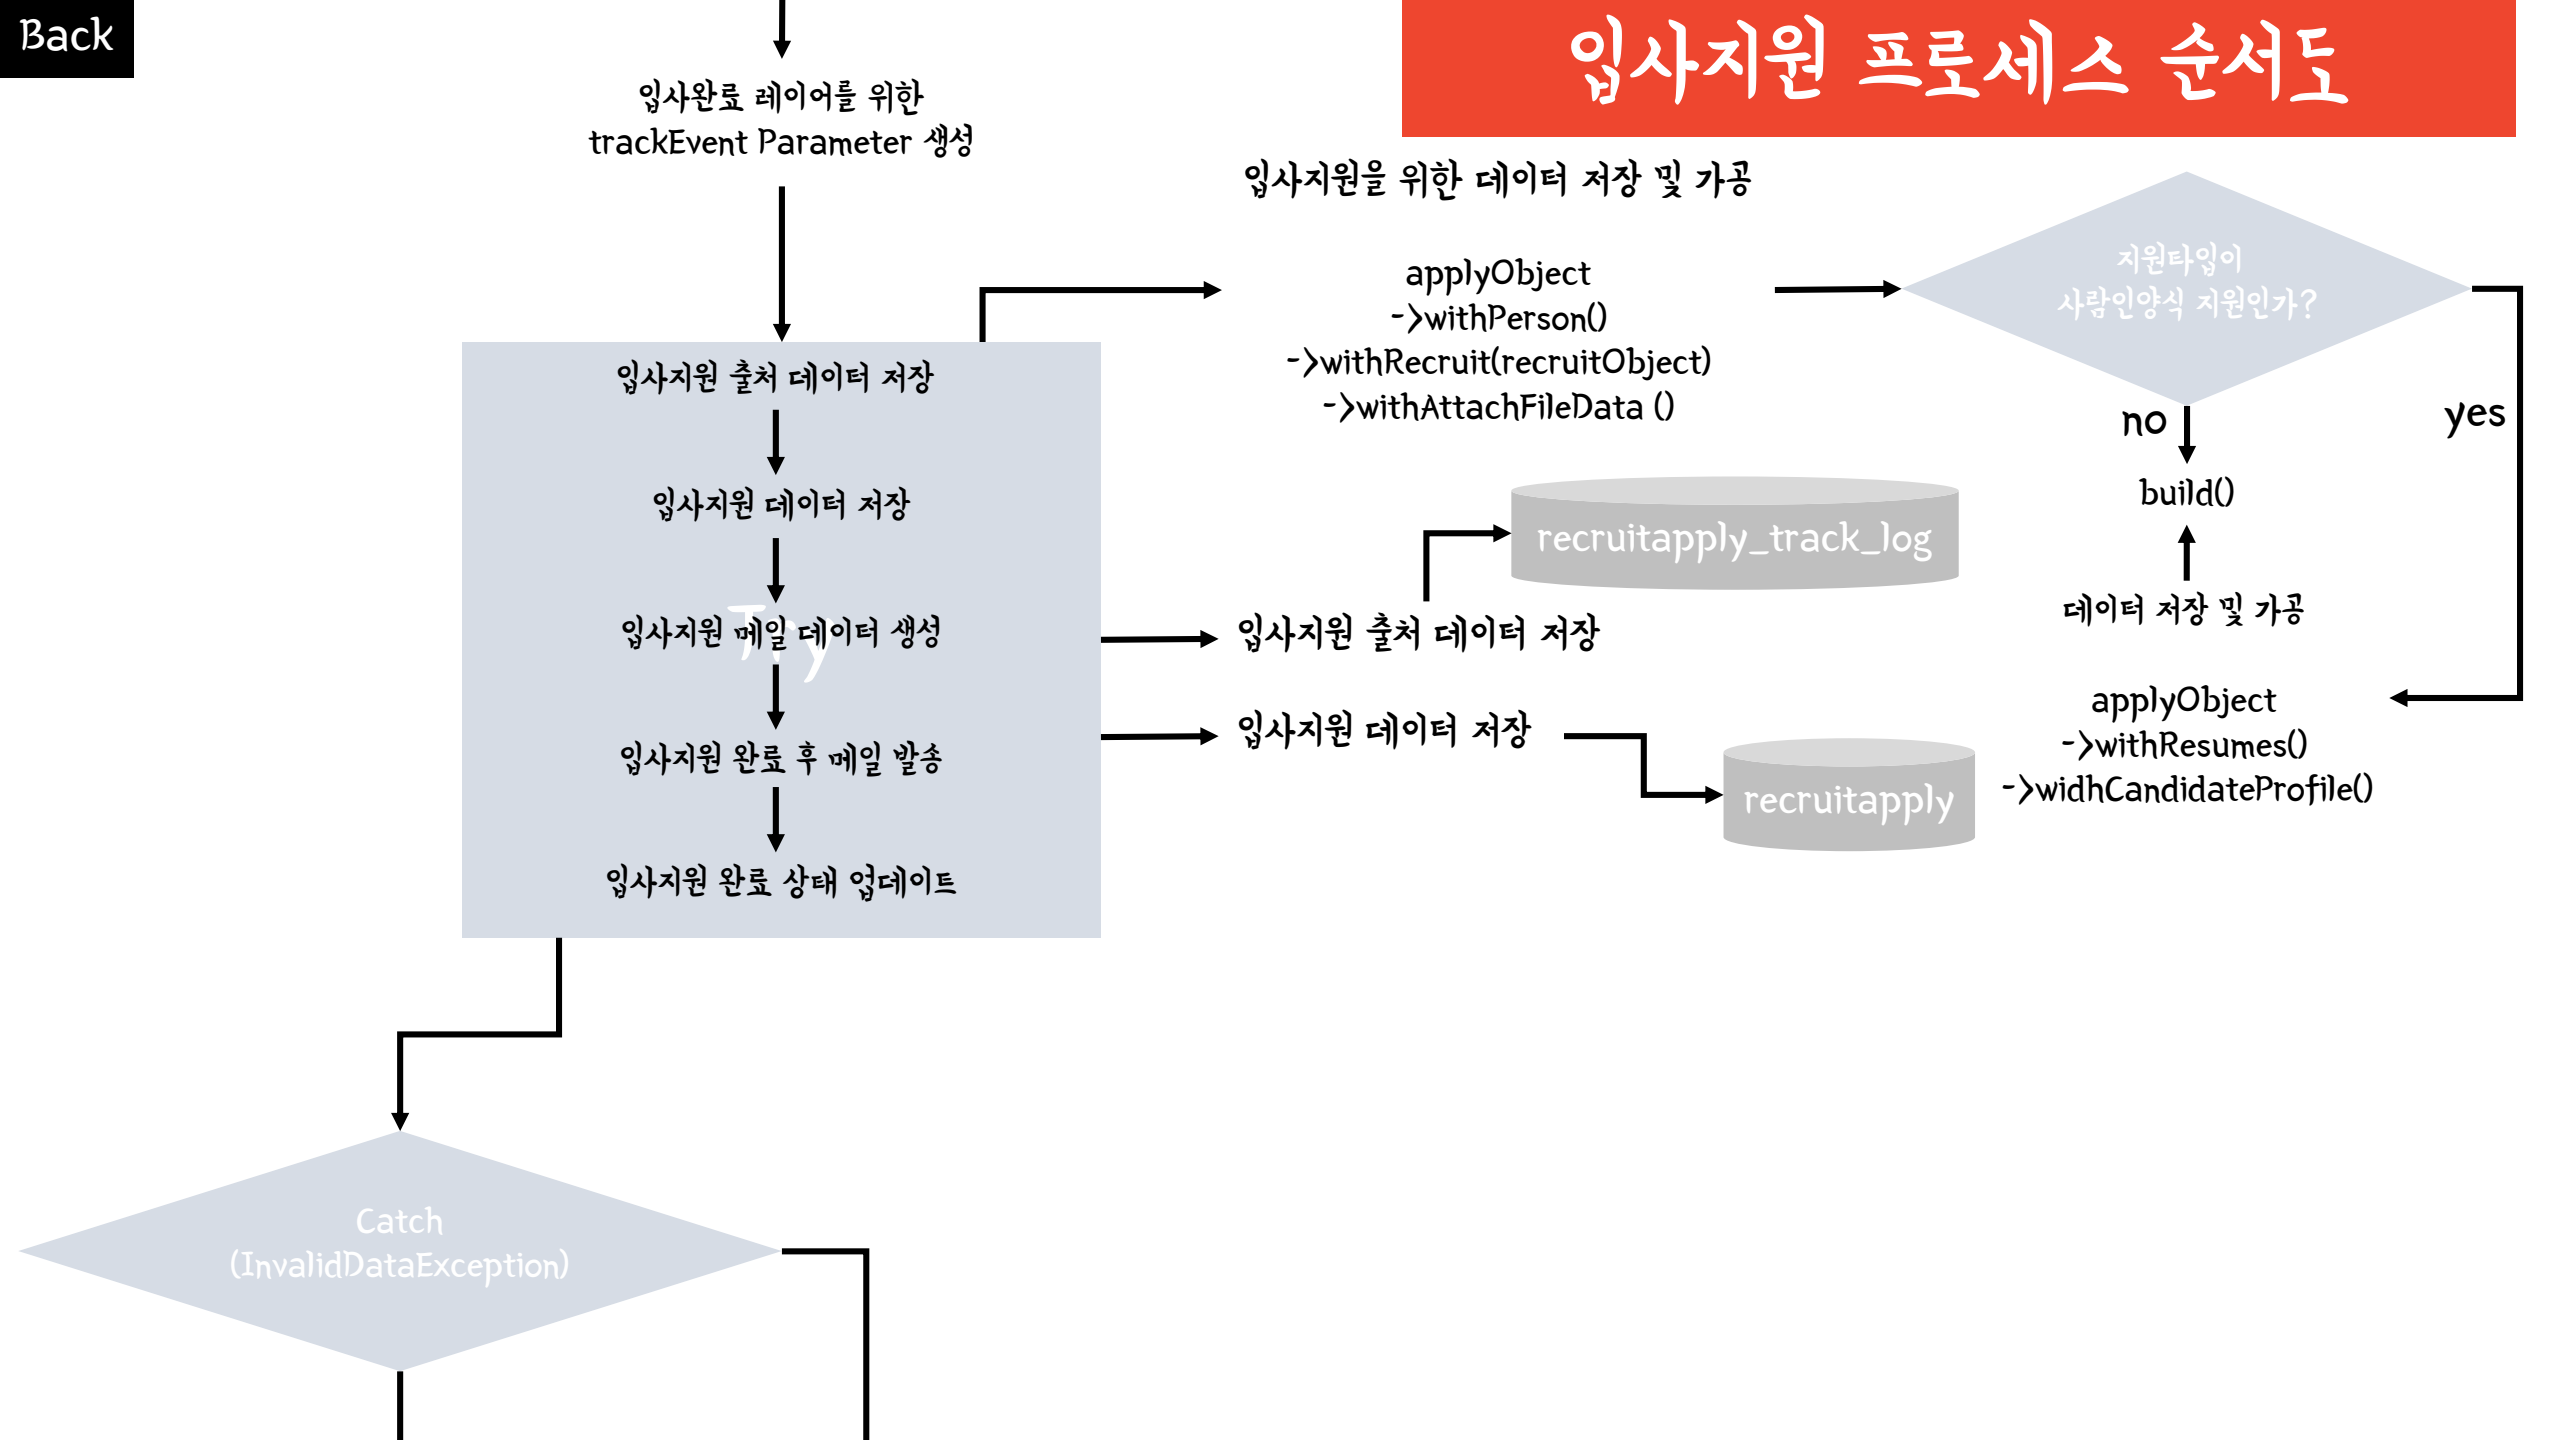 Back
입사지원 프로세스 순서도
입사완료 레이어를 위한
trackEvent Parameter 생성
입사지원 출처 데이터 저장
입사지원 데이터 저장
Try
입사지원 메일 데이터 생성
입사지원 완료 후 메일 발송
입사지원 완료 상태 업데이트
입사지원을 위한 데이터 저장 및 가공
applyObject
->withPerson()
->withRecruit(recruitObject)
->withAttachFileData ()
지원타입이
사람인양식 지원인가?
no
yes
build()
데이터 저장 및 가공
applyObject
->withResumes()
->widhCandidateProfile()
recruitapply_track_log
입사지원 출처 데이터 저장
입사지원 데이터 저장
recruitapply
Catch
(InvalidDataException)